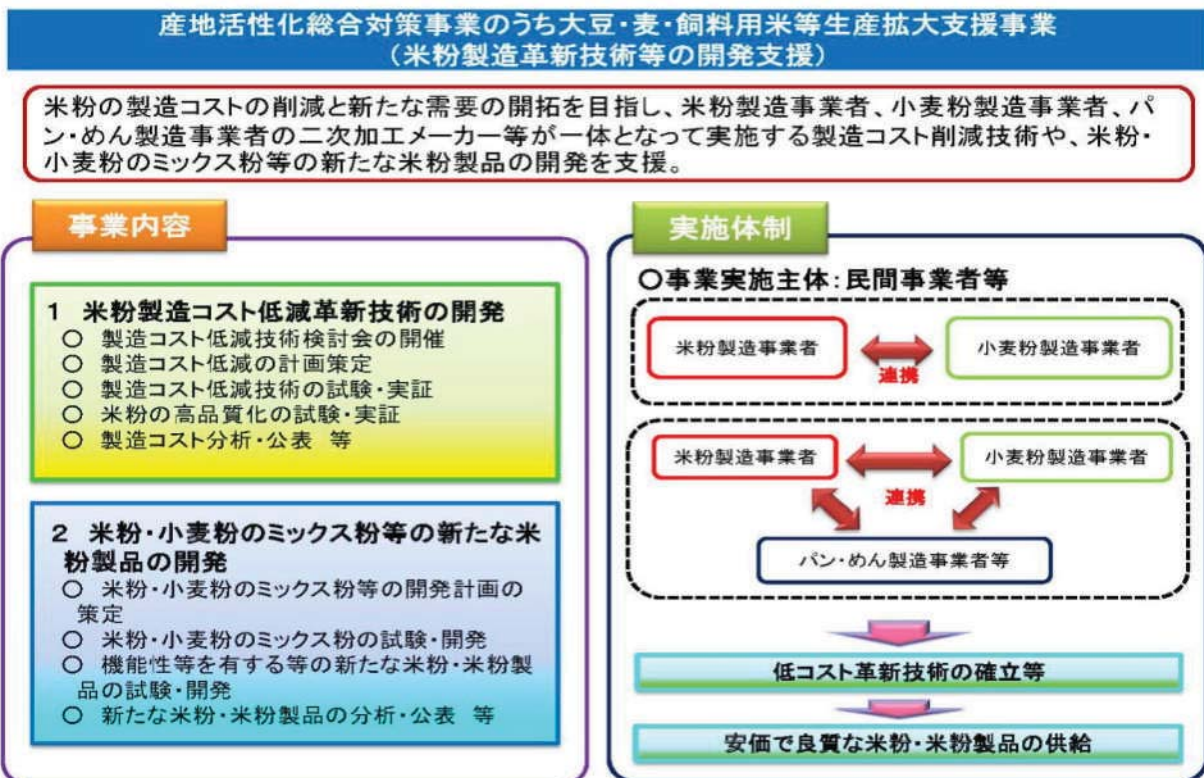 産地活性化総合対策事業のうち大豆・麦・飼料用米等生産拡大支援事業
（米粉製造革新技術等の開発支援）
米粉の製造コストの削減と新たな需要の開拓を目指し、米粉製造事業者、小麦粉製造事業者、パ
ン・めん製造事業者の二次加工メーカー等が一体となって実施する製造コスト削減技術や、米粉・
小麦粉のミックス粉等の新たな米粉製品の開発を支援。
事業内容
1 米粉製造コスト低減革新技術の開発
○ 製造コスト低減技術検討会の開催
○ 製造コスト低減の計画策定
○ 製造コスト低減技術の試験・実証
○ 米粉の高品質化の試験・実証
○ 製造コスト分析・公表 等
2 米粉・小麦粉のミックス粉等の新たな米
粉製品の開発
○ 米粉・小麦粉のミックス粉等の開発計画の
策定
○ 米粉・小麦粉のミックス粉の試験・開発
○ 機能性等を有する等の新たな米粉・米粉製
品の試験・開発
○ 新たな米粉・米粉製品の分析・公表 等
実施体制
○事業実施主体：民間事業者等
米粉製造事業者
小麦粉製造事業者
連携
米粉製造事業者
小麦粉製造事業者
連携
パン・めん製造事業者等
低コスト革新技術の確立等
安価で良質な米粉・米粉製品の供給